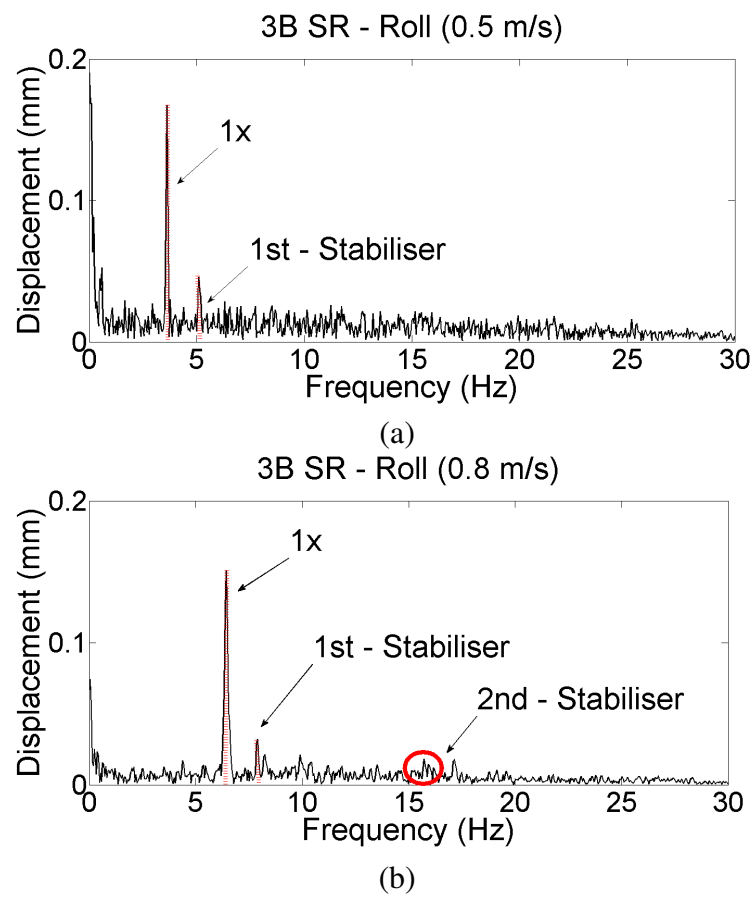 3B SR - Roll (0.5 m/s)
0.2
1x
Displacement (mm)
0.1
1st - Stabiliser
0
0 5 10 15 20 25 30
Frequency (Hz)
(a)
3B SR - Roll (0.8 m/s)
0.2
1x
Displacement (mm)
0.1
1st - Stabiliser
2nd - Stabiliser
0
0 5 10 15 20 25 30
Frequency (Hz)
(b)